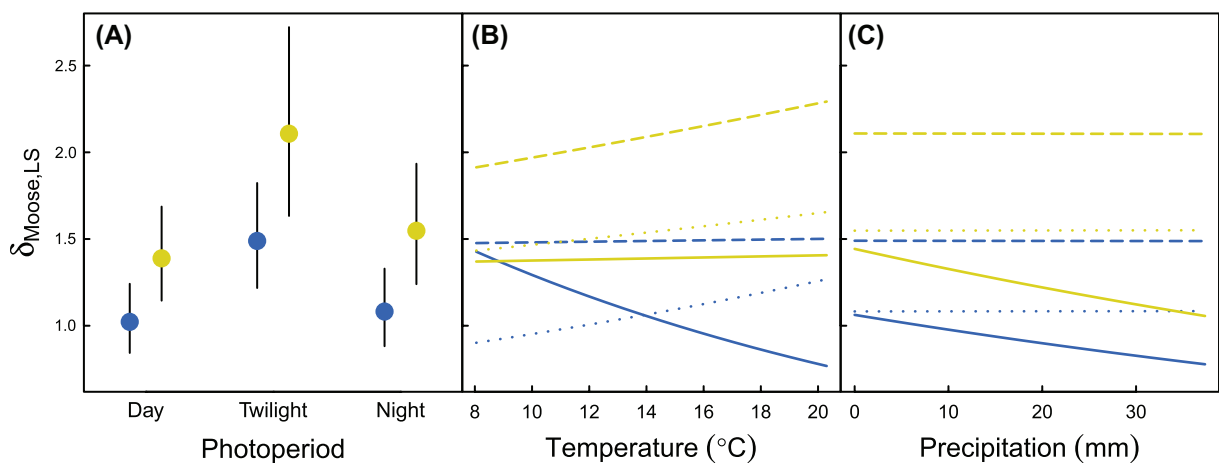 (A)
(B)
(C)
δMoose,LS
2.5
2.0
1.5
1.0
Day Twilight Night
8 10 12 14 16 18 20
0 10 20 30
Photoperiod
Temperature (°C)
Precipitation (mm)